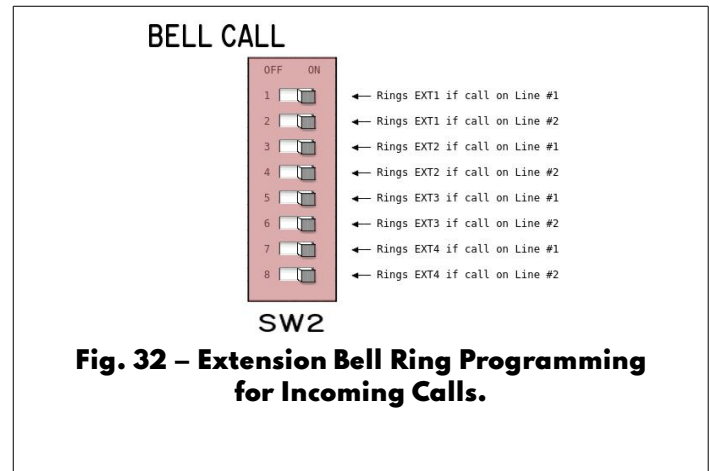 BELL CALL
OFF ON
1 Rings EXT1 if call on Line #1
2 Rings EXT1 if call on Line #2
3 Rings EXT2 if call on Line #1
4 Rings EXT2 if call on Line #2
5 Rings EXT3 if call on Line #1
6 Rings EXT3 if call on Line #2
7 Rings EXT4 if call on Line #1
8 Rings EXT4 if call on Line #2
SW2
Fig. 32 – Extension Bell Ring Programming
for Incoming Calls.